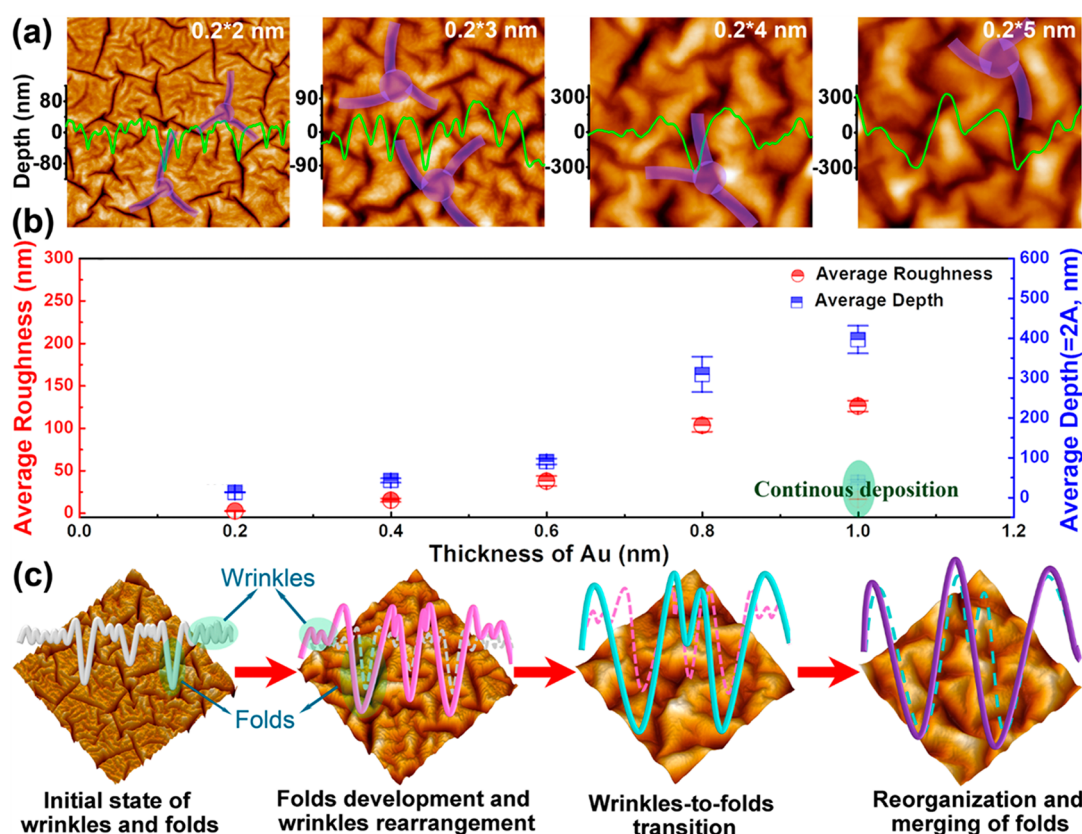 (a)
0.2*2 nm
0.2*3 nm
0.2*4 nm
0.2*5 nm
Depth (nm)
80
0
-80
90
0
-90
300
0
-300
300
0
-300
(b)
Average Roughness (nm)
300
250
200
150
100
50
0
Average Roughness
Average Depth
Continous deposition
600
500
400
300
200
100
0
Average Depth(=2A, nm)
0.0
0.2
0.4
0.6
0.8
1.0
1.2
Thickness of Au (nm)
(c)
Wrinkles
Folds
Initial state of
wrinkles and folds
Folds development and
wrinkles rearrangement
Wrinkles-to-folds
transition
Reorganization and
merging of folds